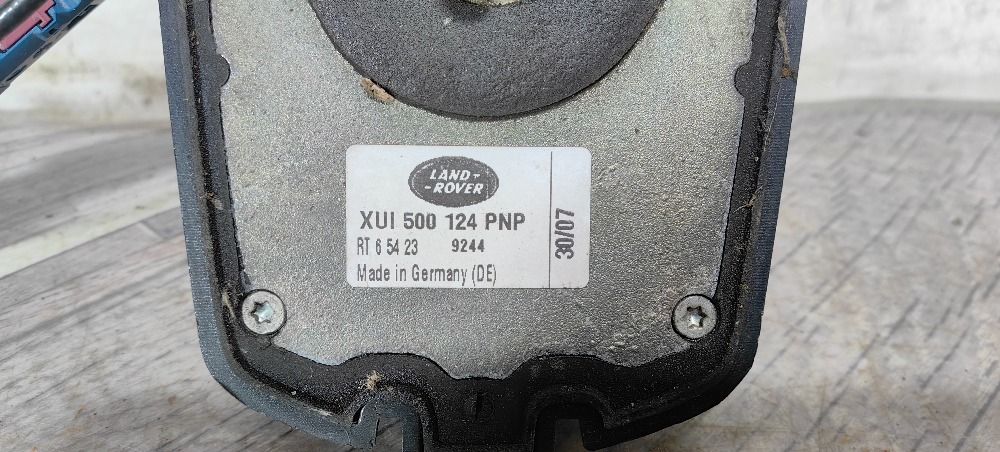 LAND-
-ROVER
XUI 500 124 PNP
RT 6 54 23 9244
Made in Germany (DE)
30/07